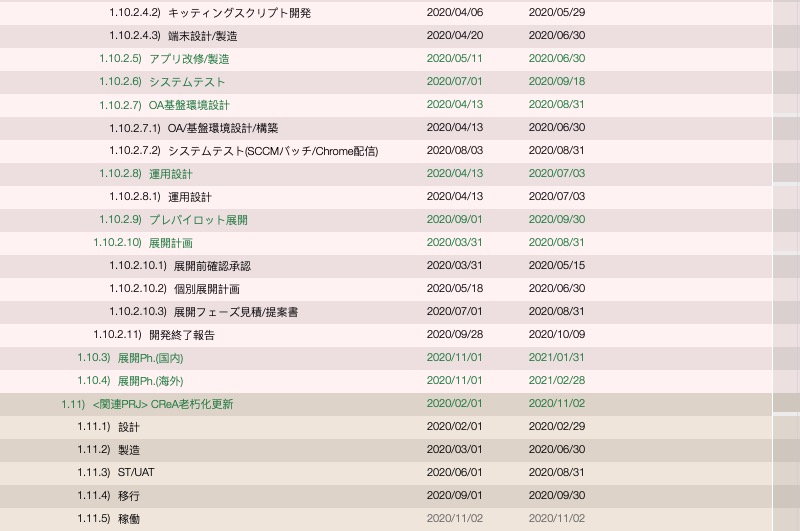 1.10.2.4.2) キッティングスクリプト開発 2020/04/06 2020/05/29
1.10.2.4.3) 端末設計/製造 2020/04/20 2020/06/30
1.10.2.5) アプリ改修/製造 2020/05/11 2020/06/30
1.10.2.6) システムテスト 2020/07/01 2020/09/18
1.10.2.7) OA基盤環境設計 2020/04/13 2020/08/31
1.10.2.7.1) OA/基盤環境設計/構築 2020/04/13 2020/06/30
1.10.2.7.2) システムテスト(SCCMバッチ/Chrome配信) 2020/08/03 2020/08/31
1.10.2.8) 運用設計 2020/04/13 2020/07/03
1.10.2.8.1) 運用設計 2020/04/13 2020/07/03
1.10.2.9) プレパイロット展開 2020/09/01 2020/09/30
1.10.2.10) 展開計画 2020/03/31 2020/08/31
1.10.2.10.1) 展開前確認承認 2020/03/31 2020/05/15
1.10.2.10.2) 個別展開計画 2020/05/18 2020/06/30
1.10.2.10.3) 展開フェーズ見積/提案書 2020/07/01 2020/08/31
1.10.2.11) 開発終了報告 2020/09/28 2020/10/09
1.10.3) 展開Ph.(国内) 2020/11/01 2021/01/31
1.10.4) 展開Ph.(海外) 2020/11/01 2021/02/28
1.11) <関連PRJ> CReA老朽化更新 2020/02/01 2020/11/02
1.11.1) 設計 2020/02/01 2020/02/29
1.11.2) 製造 2020/03/01 2020/06/30
1.11.3) ST/UAT 2020/06/01 2020/08/31
1.11.4) 移行 2020/09/01 2020/09/30
1.11.5) 稼働 2020/11/02 2020/11/02